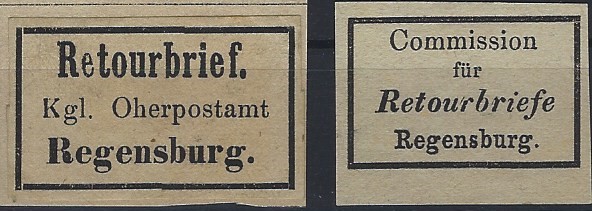 Retourbrief.
Kgl. Oherpostamt
Regensburg.
Commission
für
Retourbriefe
Regensburg.